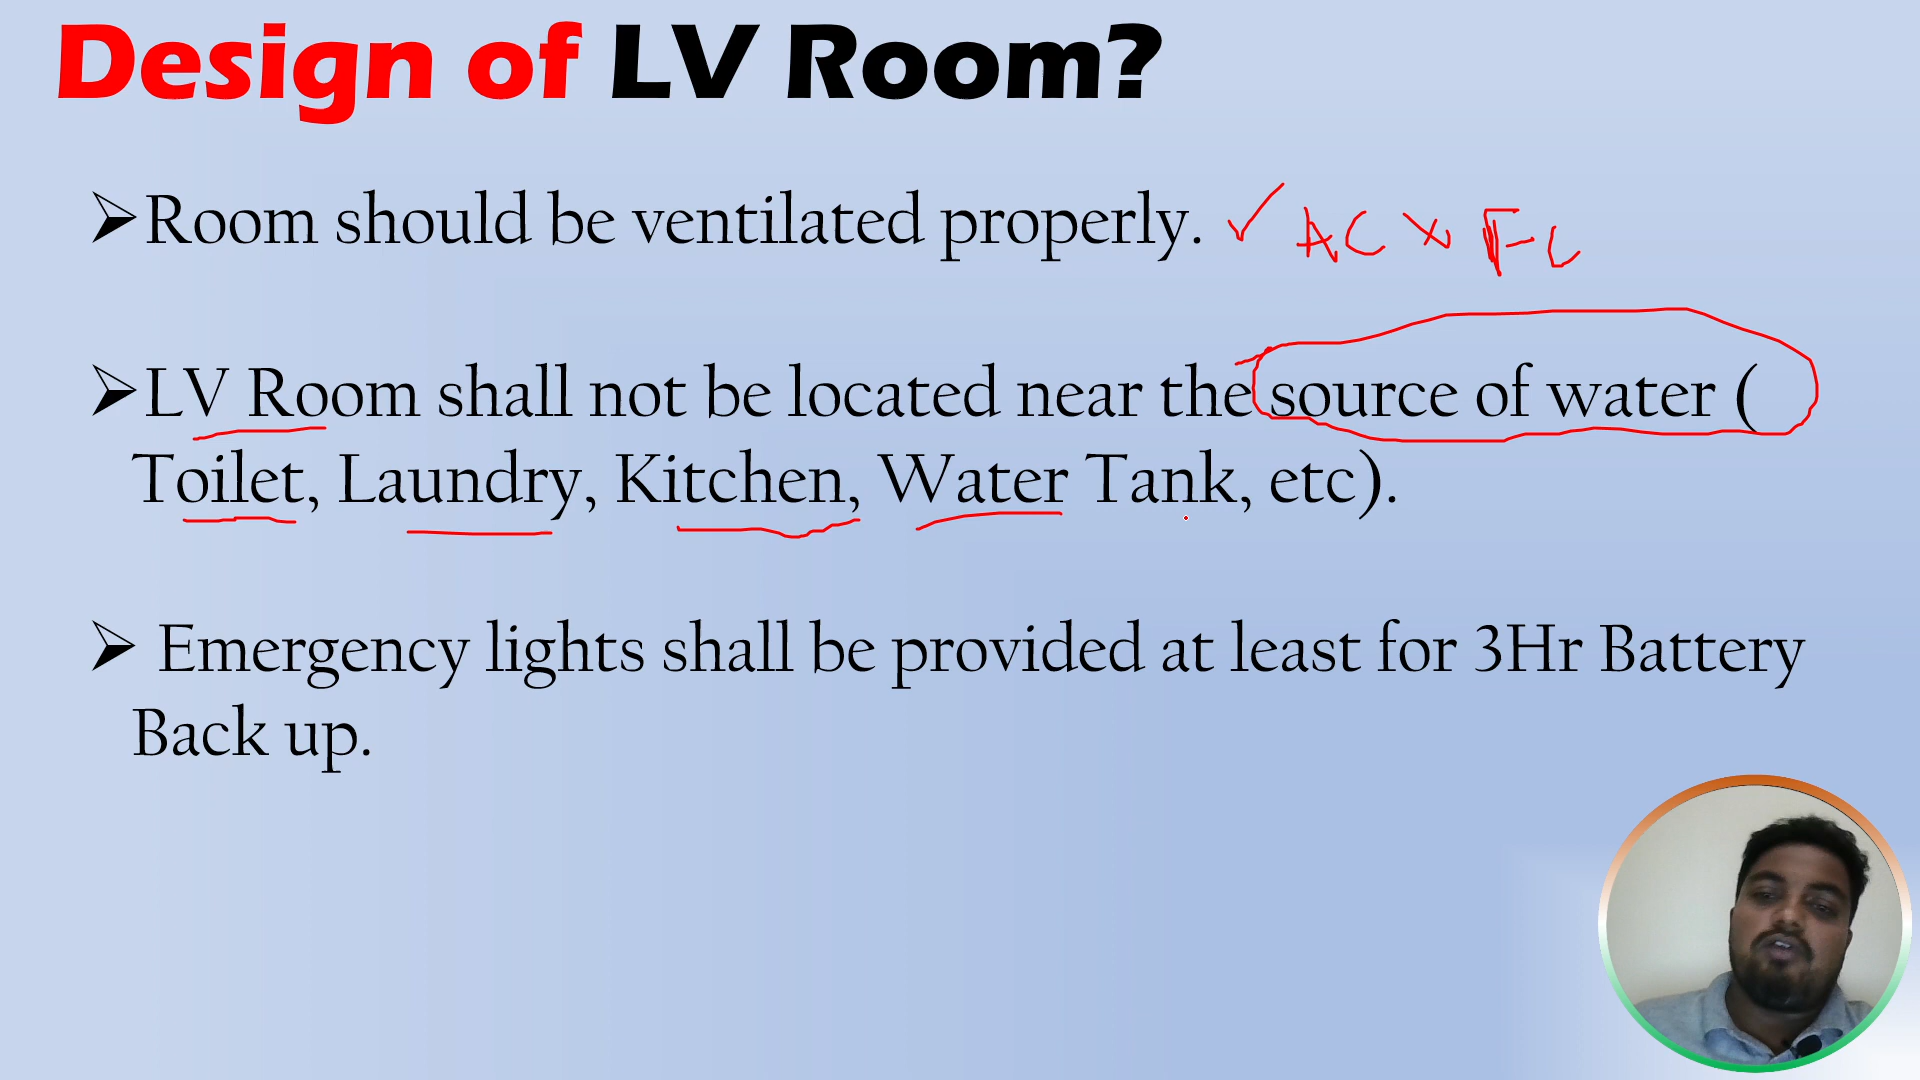 Design of LV Room?
➢Room should be ventilated properly. ✓ AC x F
➢LV Room shall not be located near the source of water (
Toilet, Laundry, Kitchen, Water Tank, etc).
➢ Emergency lights shall be provided at least for 3Hr Battery
Back up.